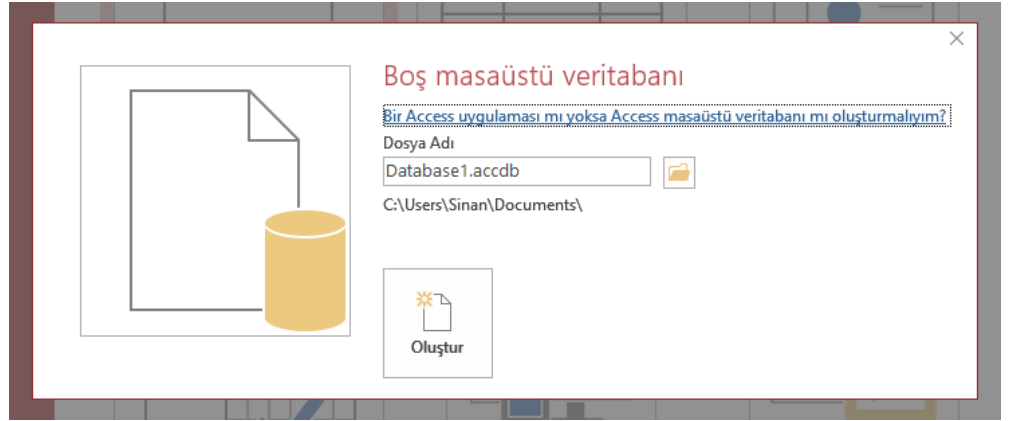 Boş masaüstü veritabanı
Bir Access uygulaması mı yoksa Access masaüstü veritabanı mı oluşturmalıyım?
Dosya Adı
Database1.accdb
C:\Users\Sinan\Documents\
Oluştur